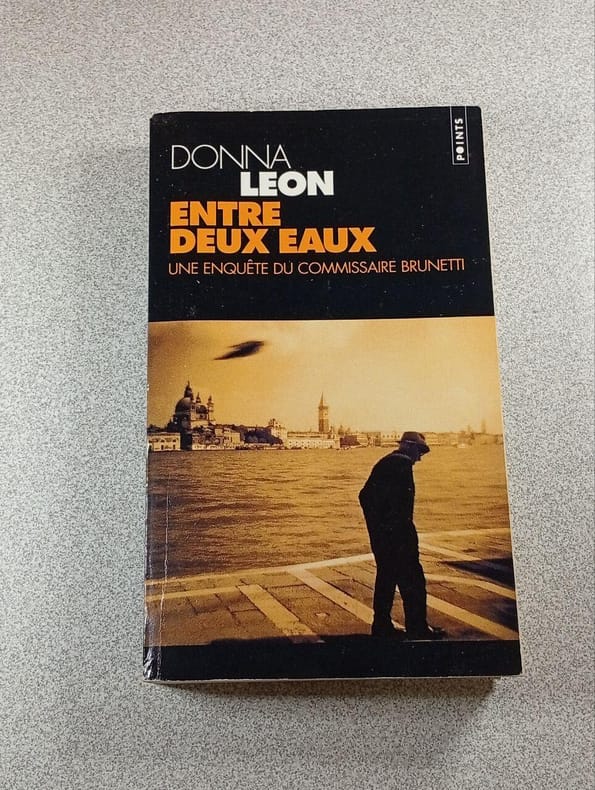 POINTS
DONNA
LEON
ENTRE
DEUX EAUX
UNE ENQUÊTE DU COMMISSAIRE BRUNETTI